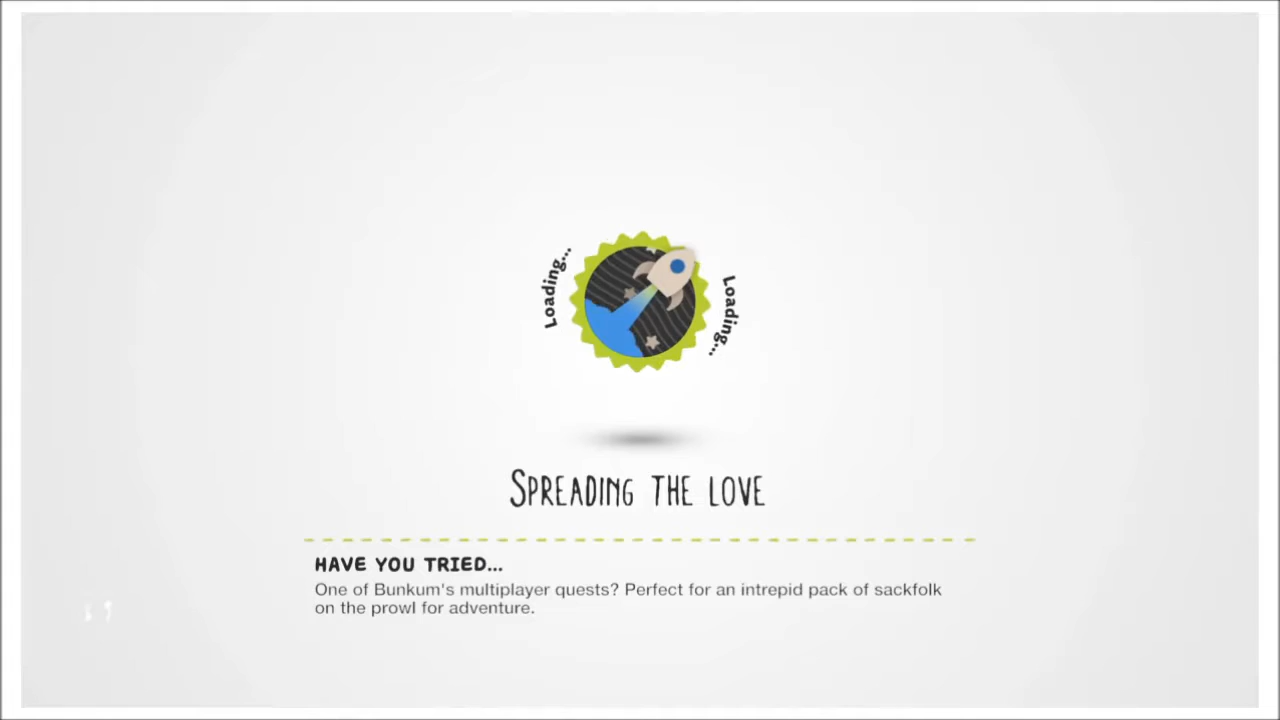 Loading...
Loading...
SPREADING THE LOVE
HAVE YOU TRIED...
One of Bunkum's multiplayer quests? Perfect for an intrepid pack of sackfolk
on the prowl for adventure.